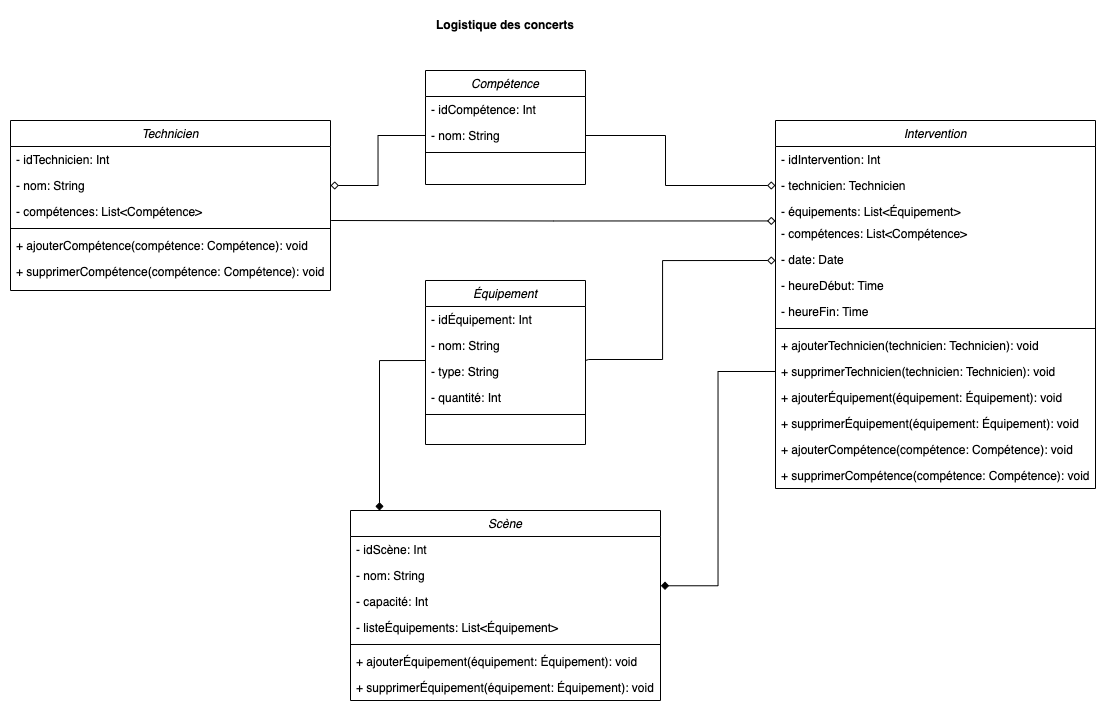 Logistique des concerts
Compétence
- idCompétence: Int
- nom: String
Technicien
- idTechnicien: Int
- nom: String
- compétences: List<Compétence>
+ ajouterCompétence(compétence: Compétence): void
+ supprimerCompétence(compétence: Compétence): void
Intervention
- idIntervention: Int
- technicien: Technicien
- équipements: List<Équipement>
- compétences: List<Compétence>
- date: Date
- heureDébut: Time
- heureFin: Time
+ ajouterTechnicien(technicien: Technicien): void
+ supprimerTechnicien(technicien: Technicien): void
+ ajouterÉquipement(équipement: Équipement): void
+ supprimerÉquipement(équipement: Équipement): void
+ ajouterCompétence(compétence: Compétence): void
+ supprimerCompétence(compétence: Compétence): void
Équipement
- idÉquipement: Int
- nom: String
- type: String
- quantité: Int
Scène
- idScène: Int
- nom: String
- capacité: Int
- listeÉquipements: List<Équipement>
+ ajouterÉquipement(équipement: Équipement): void
+ supprimerÉquipement(équipement: Équipement): void